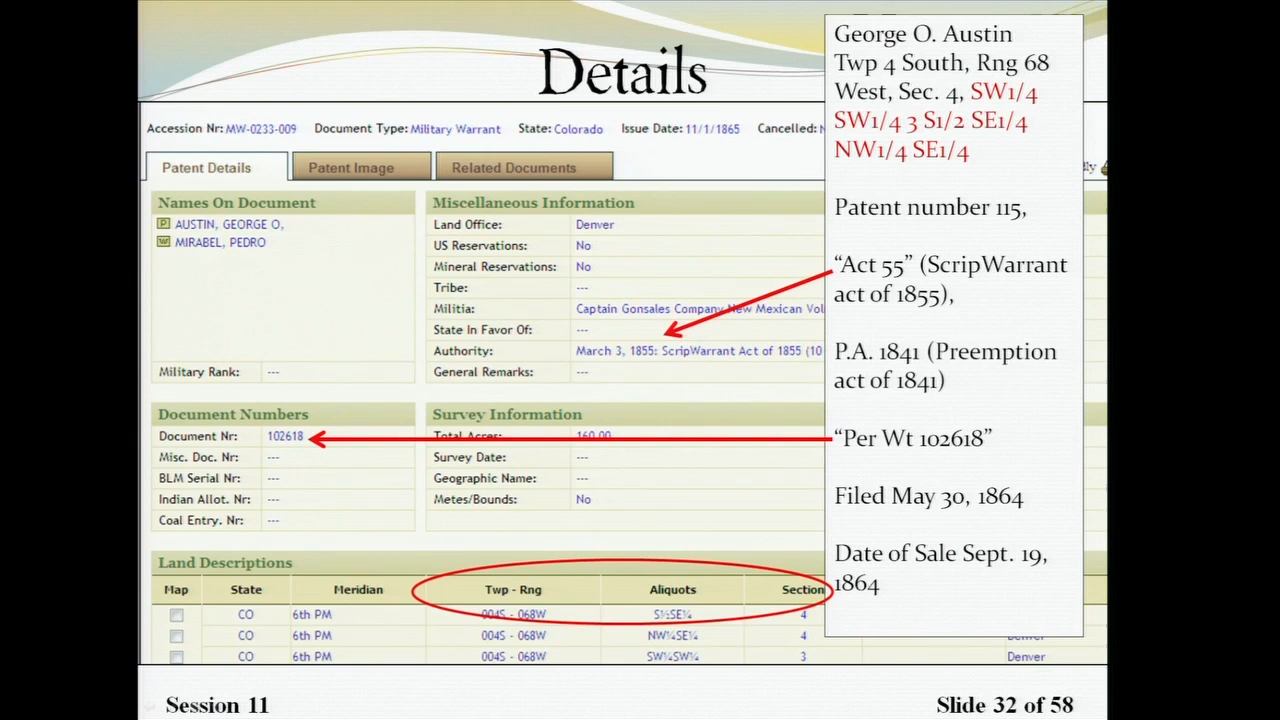 Details
Accession Nr: MW-0233-009 Document Type: Military Warrant State: Colorado Issue Date: 11/1/1865 Cancelled:
Patent Details Patent Image Related Documents
Names On Document
P AUSTIN, GEORGE O,
W MIRABEL, PEDRO
Military Rank: ---
Miscellaneous Information
Land Office: Denver
US Reservations: No
Mineral Reservations: No
Tribe: ---
Militia: Captain Gonsales Company New Mexican Vol
State In Favor Of: ---
Authority: March 3, 1855: ScripWarrant Act of 1855 (10
General Remarks: ---
Document Numbers
Document Nr: 102618
Misc. Doc. Nr: ---
BLM Serial Nr: ---
Indian Allot. Nr: ---
Coal Entry. Nr: ---
Survey Information
Total Acres: 160.00
Survey Date: ---
Geographic Name: ---
Metes/Bounds: No
Land Descriptions
Map State Meridian Twp - Rng Aliquots Section
CO 6th PM 004S - 068W S½SE¼ 4
CO 6th PM 004S - 068W NW¼SE¼ 4 Denver
CO 6th PM 004S - 068W SW¼SW¼ 3 Denver
George O. Austin
Twp 4 South, Rng 68
West, Sec. 4, SW1/4
SW1/4 3 S1/2 SE1/4
NW1/4 SE1/4
Patent number 115,
“Act 55” (ScripWarrant
act of 1855),
P.A. 1841 (Preemption
act of 1841)
“Per Wt 102618”
Filed May 30, 1864
Date of Sale Sept. 19,
1864
Session 11
Slide 32 of 58